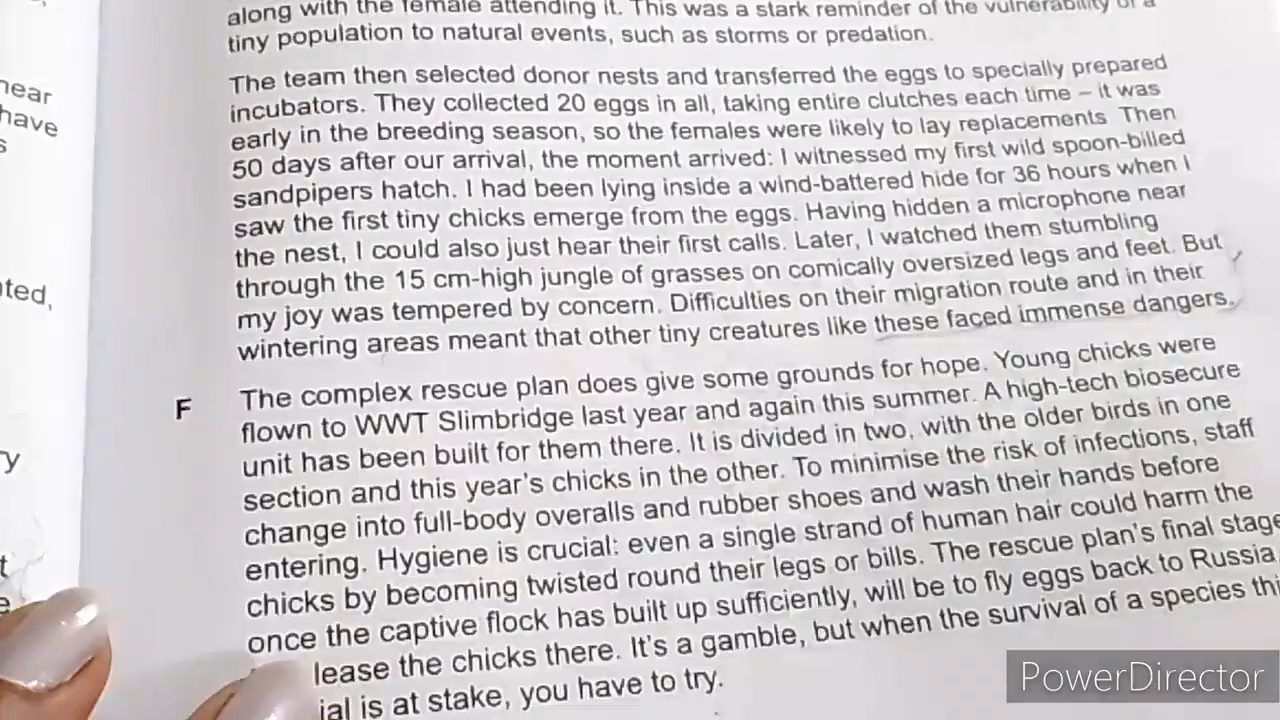 along with the female attending it. This was a stark reminder of the vulnerability of a
tiny population to natural events, such as storms or predation.
The team then selected donor nests and transferred the eggs to specially prepared
incubators. They collected 20 eggs in all, taking entire clutches each time – it was
early in the breeding season, so the females were likely to lay replacements Then
50 days after our arrival, the moment arrived: I witnessed my first wild spoon-billed
sandpipers hatch. I had been lying inside a wind-battered hide for 36 hours when I
saw the first tiny chicks emerge from the eggs. Having hidden a microphone near
the nest, I could also just hear their first calls. Later, I watched them stumbling
through the 15 cm-high jungle of grasses on comically oversized legs and feet. But
my joy was tempered by concern. Difficulties on their migration route and in their
wintering areas meant that other tiny creatures like these faced immense dangers.
F
The complex rescue plan does give some grounds for hope. Young chicks were
flown to WWT Slimbridge last year and again this summer. A high-tech biosecure
unit has been built for them there. It is divided in two, with the older birds in one
section and this year's chicks in the other. To minimise the risk of infections, staff
change into full-body overalls and rubber shoes and wash their hands before
entering. Hygiene is crucial: even a single strand of human hair could harm the
chicks by becoming twisted round their legs or bills. The rescue plan's final stage
once the captive flock has built up sufficiently, will be to fly eggs back to Russia
lease the chicks there. It's a gamble, but when the survival of a species thi
ial is at stake, you have to try.
near
have
s
nted,
ry
t
e
PowerDirector